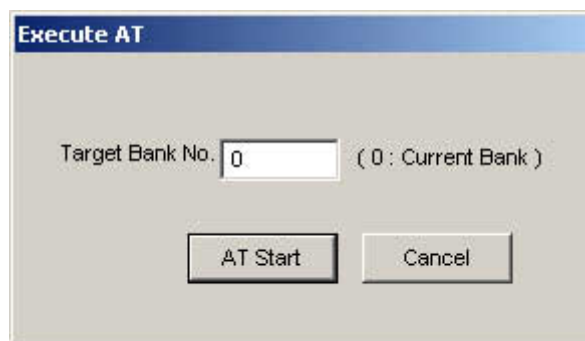 Execute AT
Target Bank No. 0 ( 0 : Current Bank )
AT Start Cancel